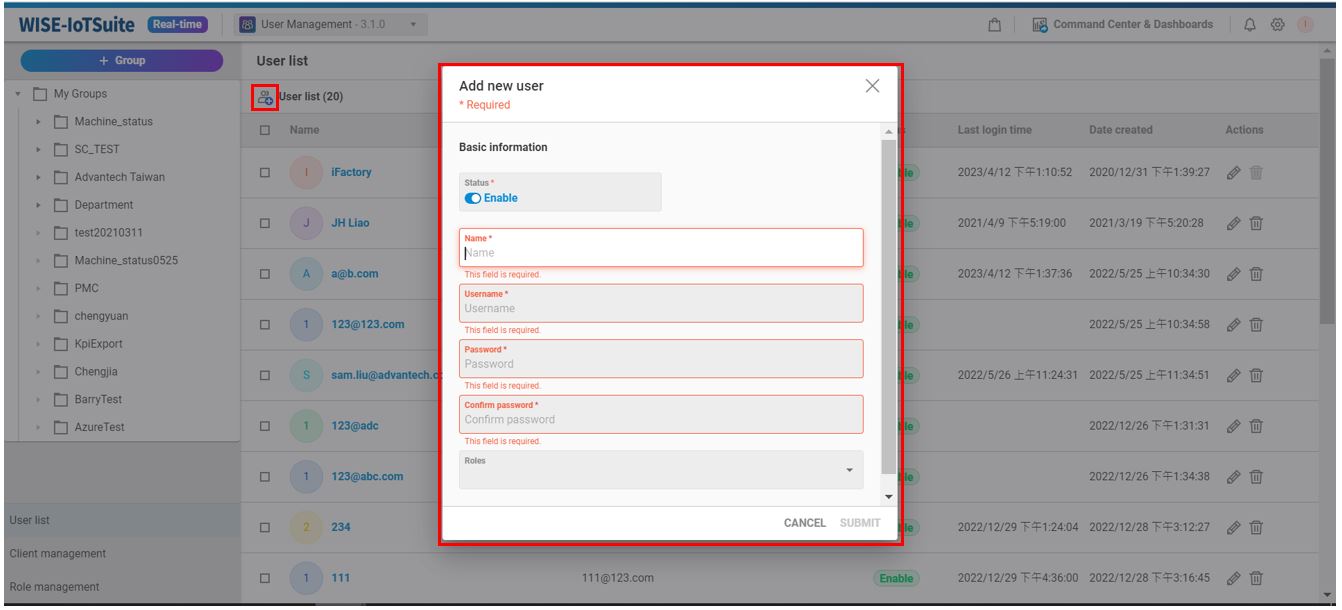 WISE-IoTSuite Real-time User Management - 3.1.0 Command Center & Dashboards I
+ Group
My Groups
Machine_status
SC_TEST
Advantech Taiwan
Department
test20210311
Machine_status0525
PMC
chengyuan
KpiExport
Chengjia
BarryTest
AzureTest
User list
Client management
Role management
User list
User list (20)
Name Last login time Date created Actions
I iFactory 2023/4/12 下午1:10:52 2020/12/31 下午1:39:27
J JH Liao 2021/4/9 下午5:19:00 2021/3/19 下午5:20:28
A a@b.com 2023/4/12 下午1:37:36 2022/5/25 上午10:34:30
1 123@123.com 2022/5/25 上午10:34:58
S sam.liu@advantech.c 2022/5/26 上午11:24:31 2022/5/25 上午11:34:51
1 123@adc 2022/12/26 下午1:31:31
1 123@abc.com 2022/12/26 下午1:34:38
2 234 2022/12/29 下午1:24:04 2022/12/28 下午3:12:27
1 111 111@123.com Enable 2022/12/29 下午4:36:00 2022/12/28 下午3:16:45
Add new user
* Required
Basic information
Status *
Enable
Name *
Name
This field is required.
Username *
Username
This field is required.
Password *
Password
This field is required.
Confirm password *
Confirm password
This field is required.
Roles
CANCEL SUBMIT